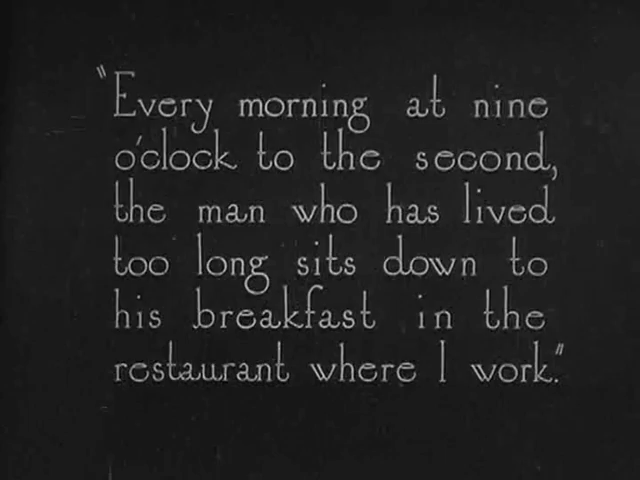 "Every morning at nine
o'clock to the second,
the man who has lived
too long sits down to
his breakfast in the
restaurant where I work."